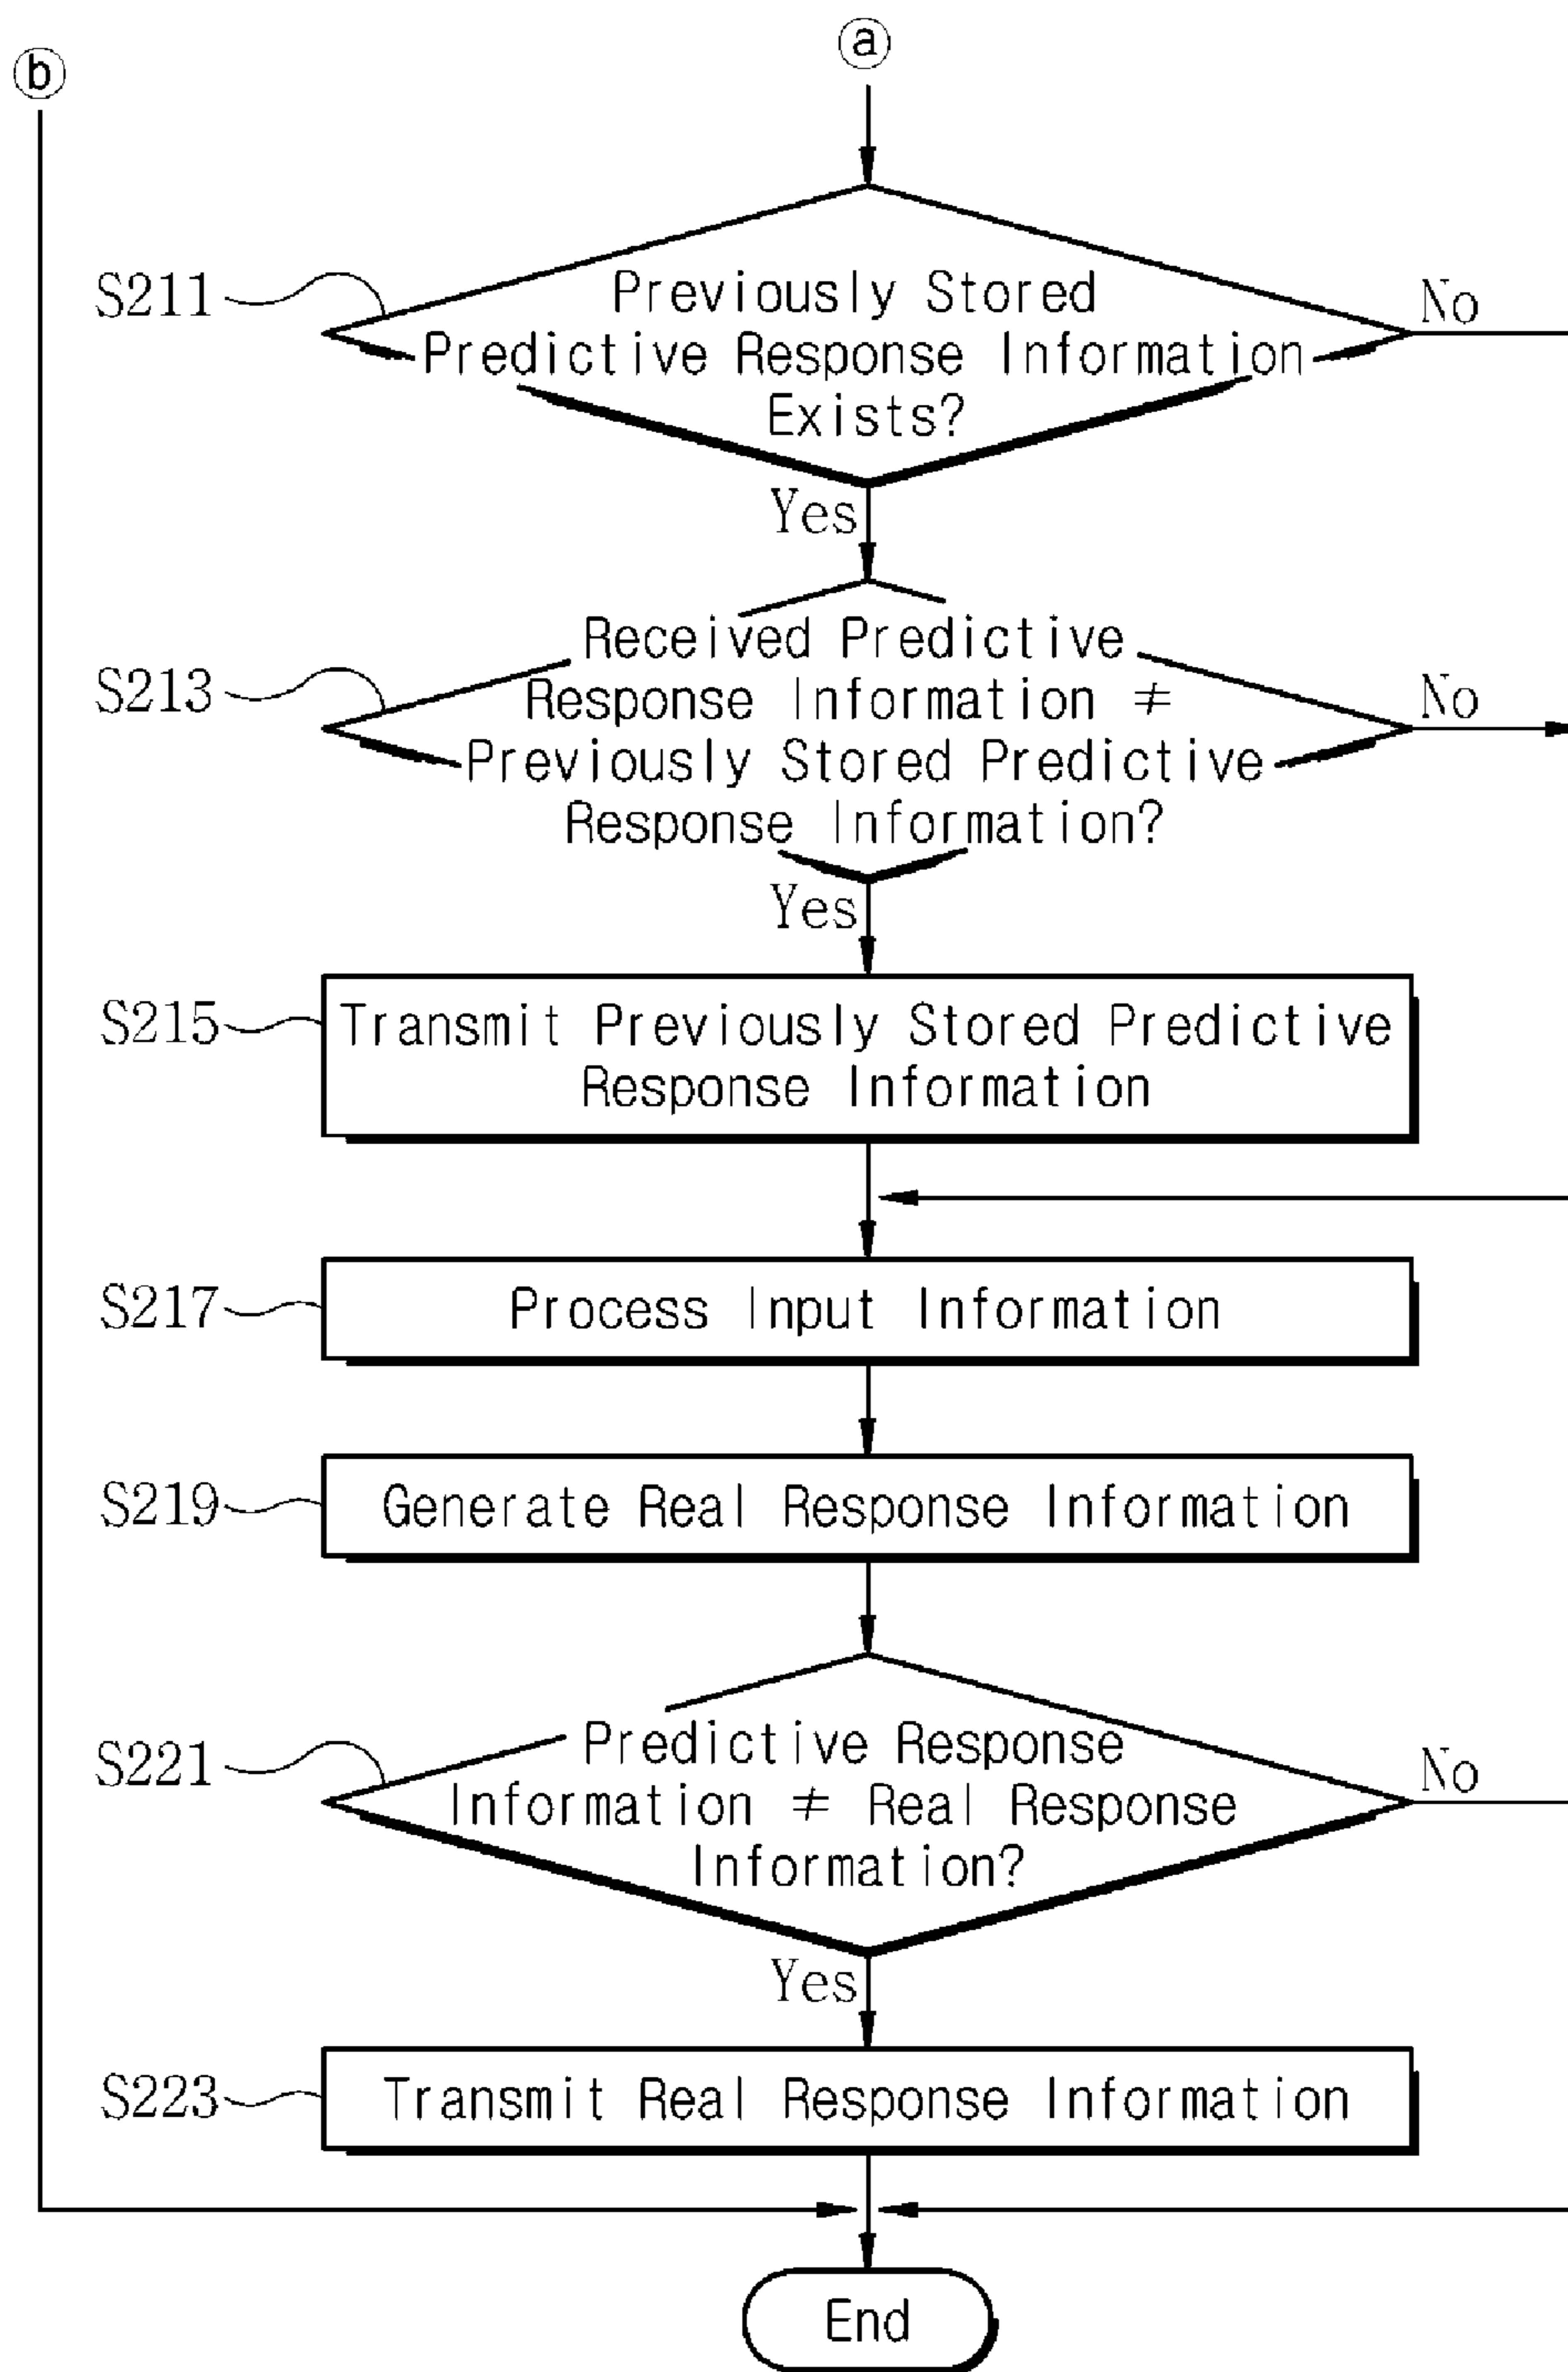 ⓑ
ⓐ
S211
Previously Stored
Predictive Response Information
Exists?
No
Yes
S213
Received Predictive
Response Information ≠
Previously Stored Predictive
Response Information?
No
Yes
S215
Transmit Previously Stored Predictive
Response Information
S217
Process Input Information
S219
Generate Real Response Information
S221
Predictive Response
Information ≠ Real Response
Information?
No
Yes
S223
Transmit Real Response Information
End